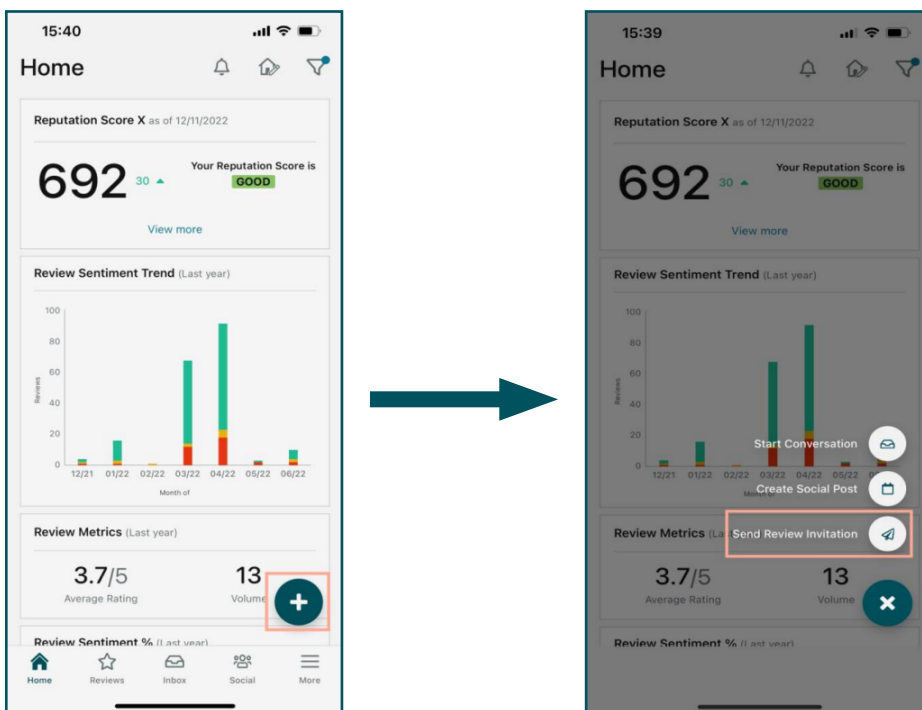 15:40
Home
Reputation Score X as of 12/11/2022
692 30
Your Reputation Score is
GOOD
View more
Review Sentiment Trend (Last year)
100
80
60
40
20
0
Reviews
12/21 01/22 02/22 03/22 04/22 05/22 06/22
Month of
Review Metrics (Last year)
3.7/5
Average Rating
13
Volume
+
Review Sentiment % (Last year)
Home Reviews Inbox Social More
15:39
Home
Reputation Score X as of 12/11/2022
692 30
Your Reputation Score is
GOOD
View more
Review Sentiment Trend (Last year)
100
80
60
40
20
0
Reviews
12/21 01/22 02/22 03/22 04/22 05/22
Start Conversation
Create Social Post
Send Review Invitation
Review Metrics
3.7/5
Average Rating
13
Volume
Review Sentiment % (Last year)